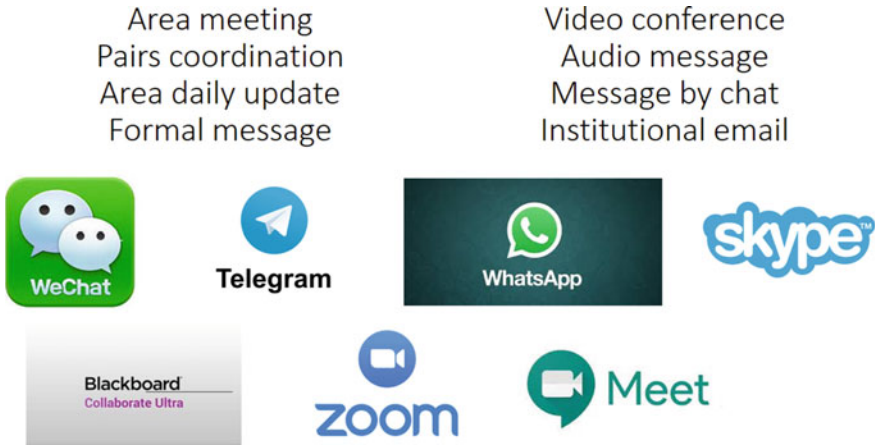 Area meeting
Pairs coordination
Area daily update
Formal message
Video conference
Audio message
Message by chat
Institutional email
WeChat
Telegram
WhatsApp
skype™
Blackboard
Collaborate Ultra
zoom
Meet